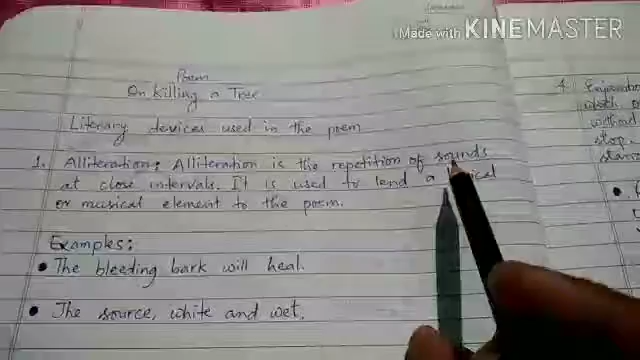 Made with KINEMASTER
Poem
On Killing a Tree
Literary devices used in the poem
1. Alliteration: Alliteration is the repetition of sounds
at close intervals. It is used to lend a
or musical element to the poem.
Examples:
• The bleeding bark will heal.
• The source, white and wet.
4.
without
stop.